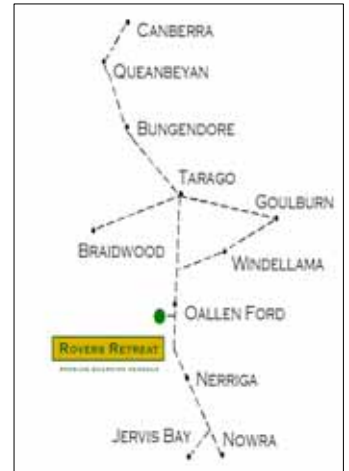 CANBERRA
QUEANBEYAN
BUNGENDORE
TARAGO
GOULBURN
BRAIDWOOD
WINDELLAMA
OALLEN FORD
ROVERS RETREAT
NERRIGA
JERVIS BAY
NOWRA